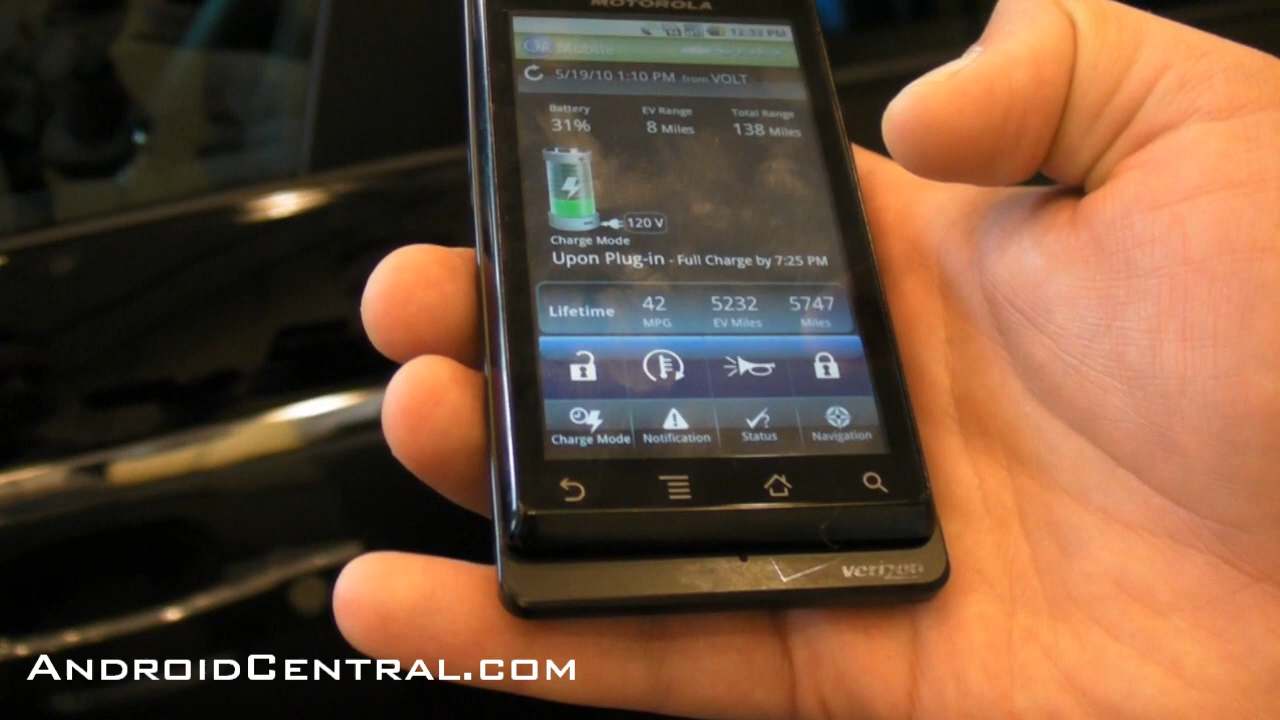 MOTOROLA
12:32 PM
Mobile
5/19/10 1:10 PM from VOLT
Battery EV Range Total Range
31% 8 Miles 138 Miles
120 V
Charge Mode
Upon Plug-in - Full Charge by 7:25 PM
Lifetime 42 5232 5747
MPG EV Miles Miles
Charge Mode Notification Status Navigation
verizon
ANDROIDCENTRAL.COM